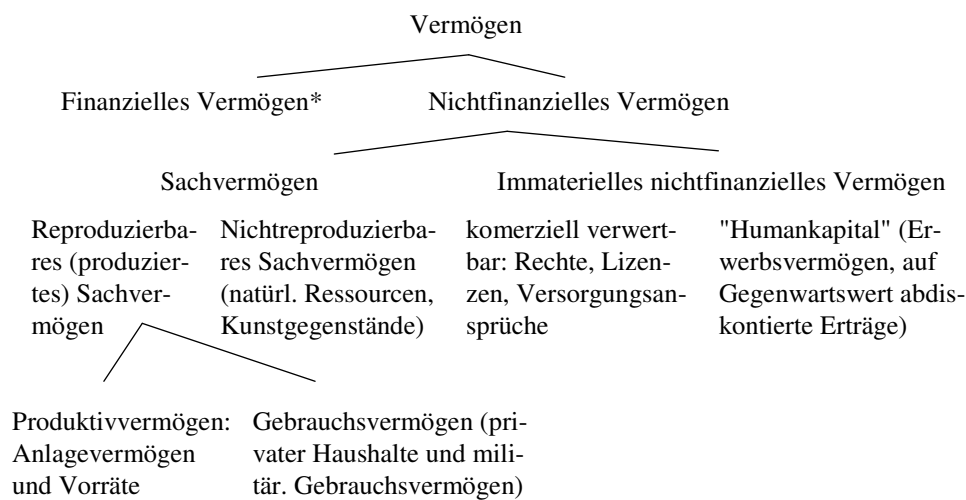 Vermögen
Finanzielles Vermögen*
Nichtfinanzielles Vermögen
Sachvermögen
Immaterielles nichtfinanzielles Vermögen
Reproduzierba-
res (produzier-
tes) Sachver-
mögen
Nichtreproduzierba-
res Sachvermögen
(natürl. Ressourcen,
Kunstgegenstände)
komerziell verwert-
bar: Rechte, Lizen-
zen, Versorgungsan-
sprüche
"Humankapital" (Er-
werbsvermögen, auf
Gegenwartswert abdis-
kontierte Erträge)
Produktivvermögen:
Anlagevermögen
und Vorräte
Gebrauchsvermögen (pri-
vater Haushalte und mili-
tär. Gebrauchsvermögen)